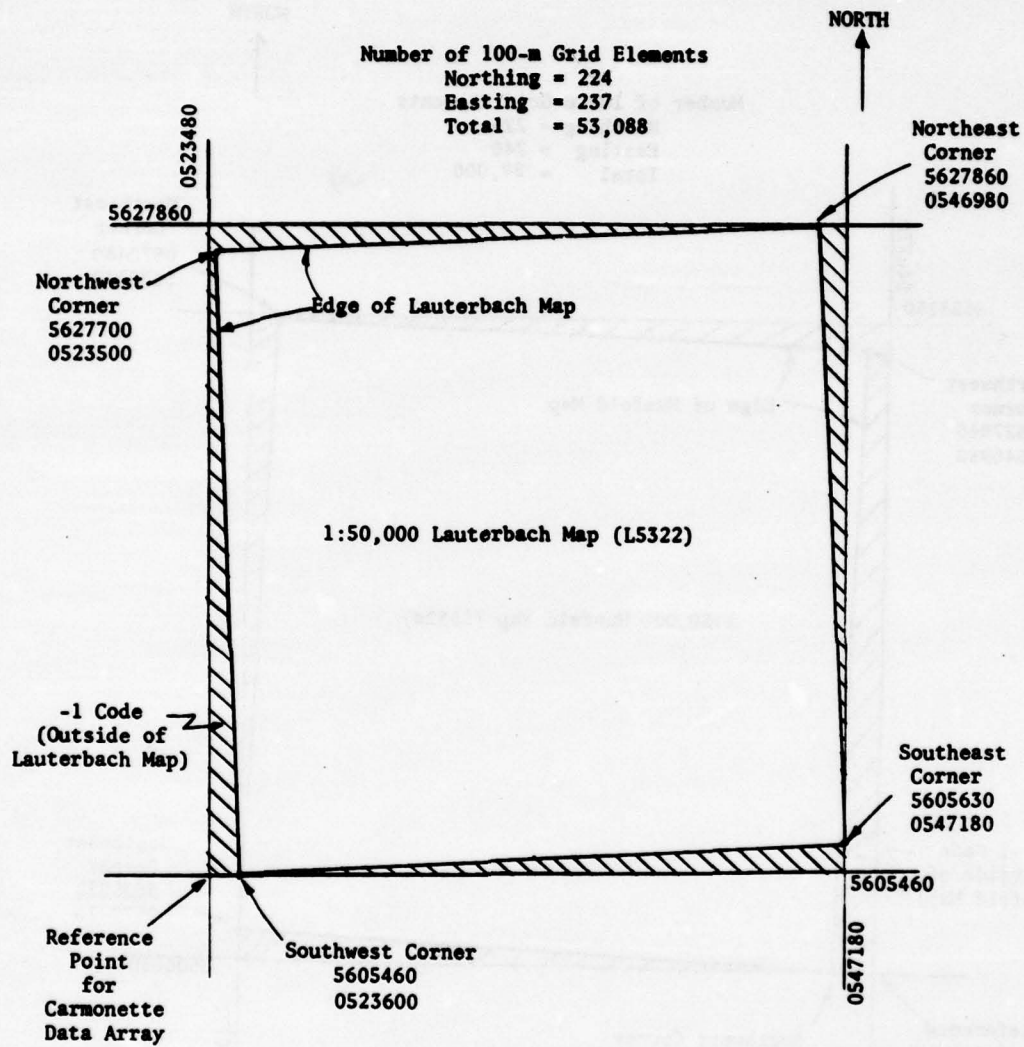 NORTH
Number of 100-m Grid Elements
Northing = 224
Easting = 237
Total = 53,088
0523480
Northeast
Corner
5627860
0546980
5627860
Northwest
Corner
5627700
0523500
Edge of Lauterbach Map
1:50,000 Lauterbach Map (L5322)
-1 Code
(Outside of
Lauterbach Map)
Southeast
Corner
5605630
0547180
5605460
0547180
Reference
Point
for
Carmonette
Data Array
Southwest Corner
5605460
0523600